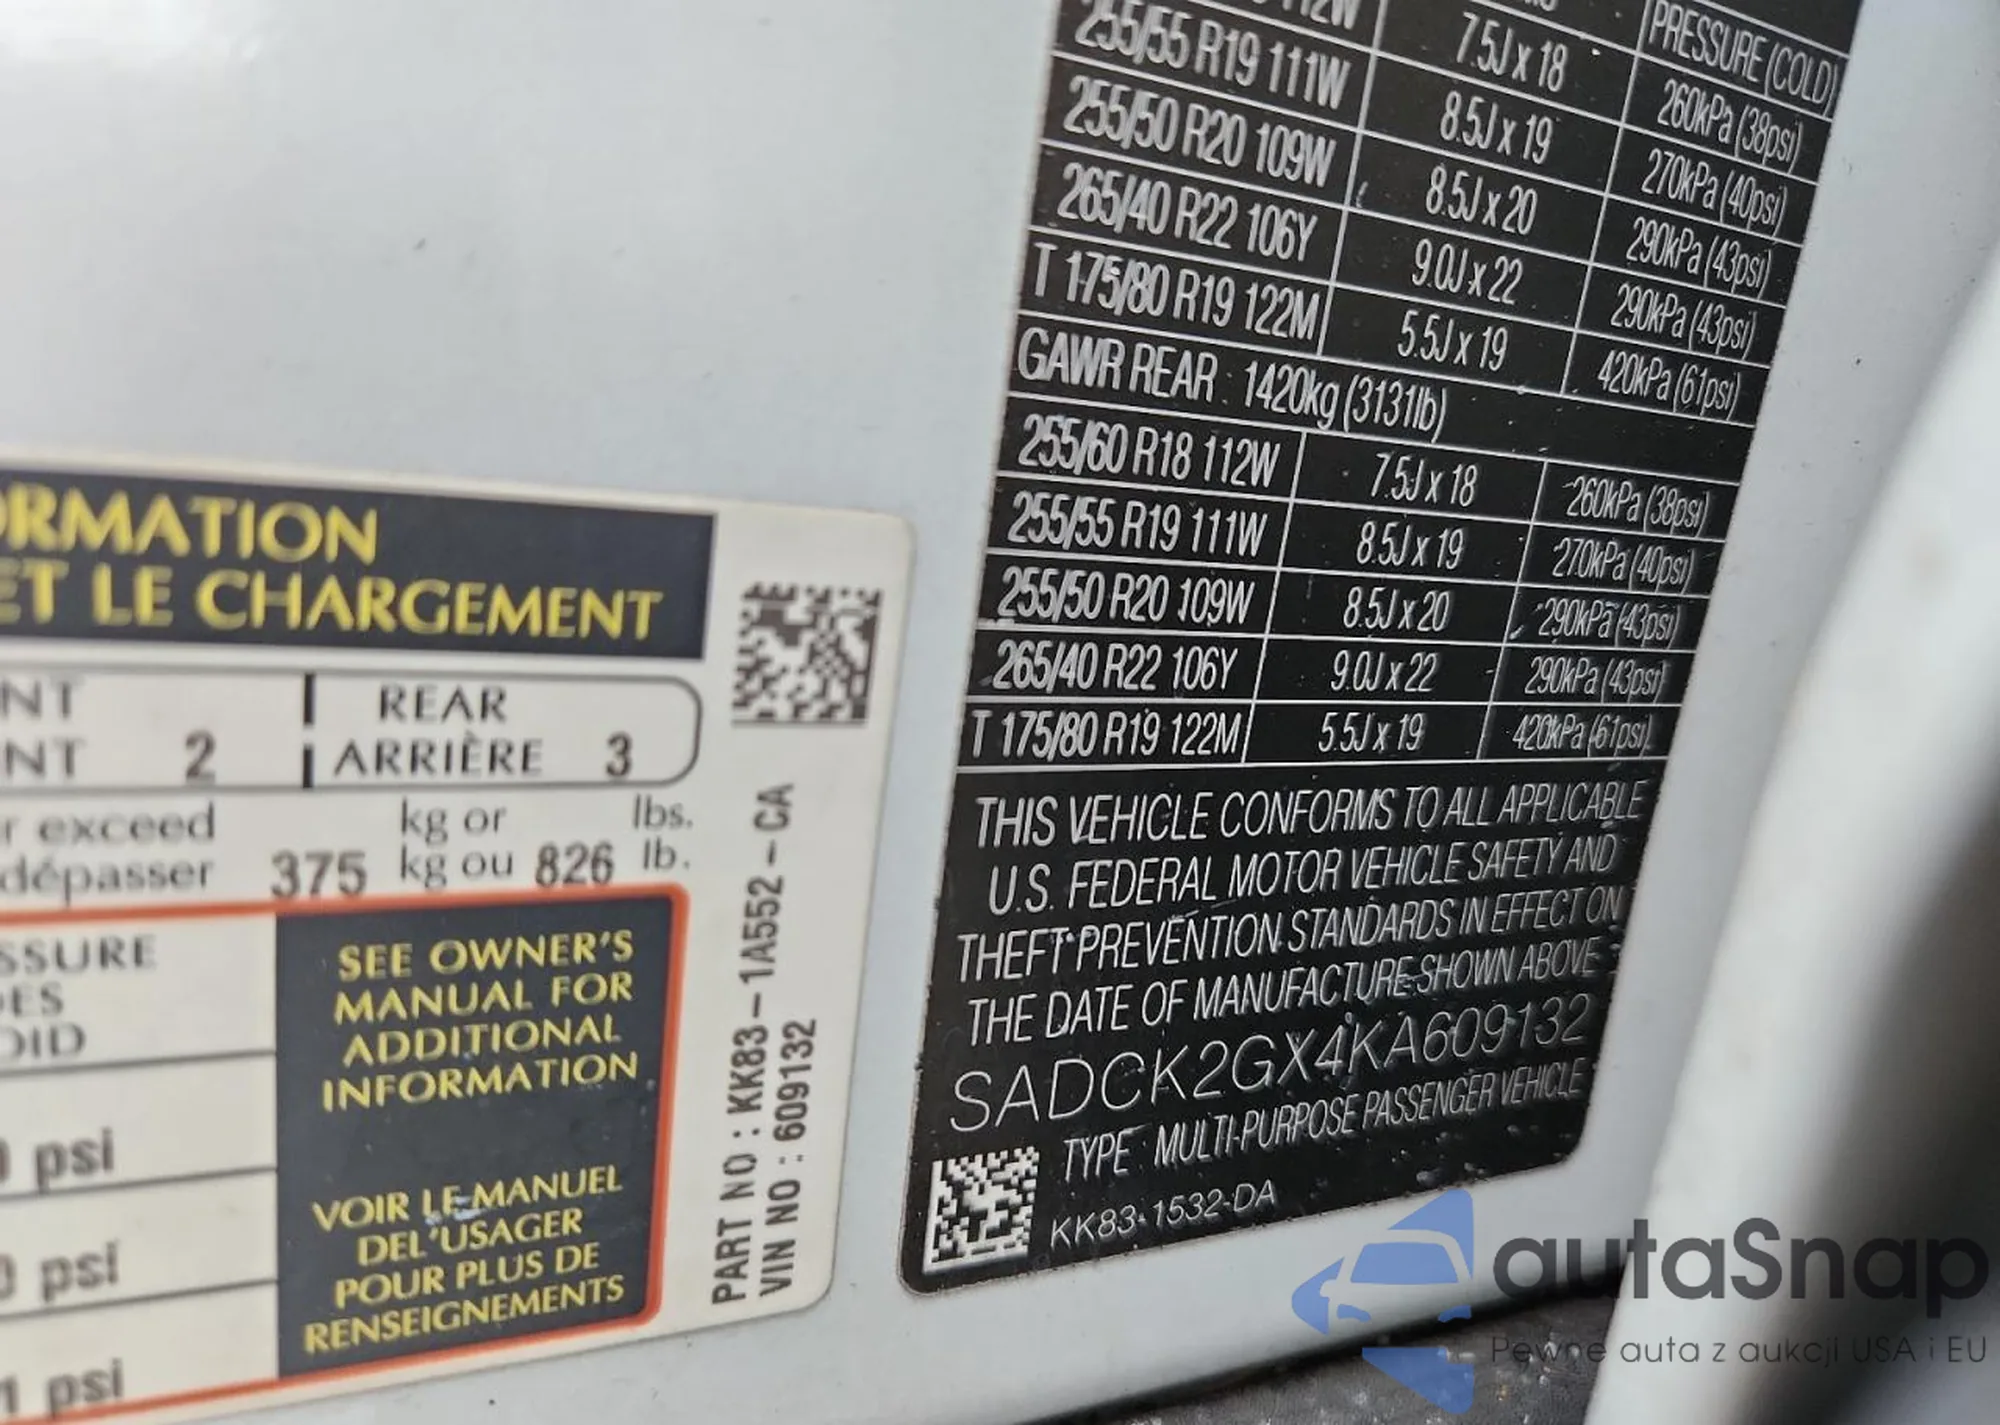 PRESSURE (COLD)
112W 7.5J x 18 260kPa (38psi)
255/55 R19 111W 8.5J x 19 270kPa (40psi)
255/50 R20 109W 8.5J x 20 290kPa (43psi)
265/40 R22 106Y 9.0J x 22 290kPa (43psi)
T 175/80 R19 122M 5.5J x 19 420kPa (61psi)
GAWR REAR : 1420kg (3131lb)
255/60 R18 112W 7.5J x 18 260kPa (38psi)
255/55 R19 111W 8.5J x 19 270kPa (40psi)
255/50 R20 109W 8.5J x 20 290kPa (43psi)
265/40 R22 106Y 9.0J x 22 290kPa (43psi)
T 175/80 R19 122M 5.5J x 19 420kPa (61psi)
THIS VEHICLE CONFORMS TO ALL APPLICABLE
U.S. FEDERAL MOTOR VEHICLE SAFETY AND
THEFT PREVENTION STANDARDS IN EFFECT ON
THE DATE OF MANUFACTURE SHOWN ABOVE
SADCK2GX4KA609132
TYPE : MULTI-PURPOSE PASSENGER VEHICLE
KK83-1532-DA
ORMATION
ET LE CHARGEMENT
NT REAR
NT 2 ARRIÈRE 3
r exceed kg or lbs.
dépasser 375 kg ou 826 lb.
SSURE
DES
OID
psi
psi
1 psi
SEE OWNER'S
MANUAL FOR
ADDITIONAL
INFORMATION
VOIR LE MANUEL
DEL'USAGER
POUR PLUS DE
RENSEIGNEMENTS
PART NO : KK83-1A552-CA
VIN NO : 609132
autaSnap
Pewne auta z aukcji USA i EU